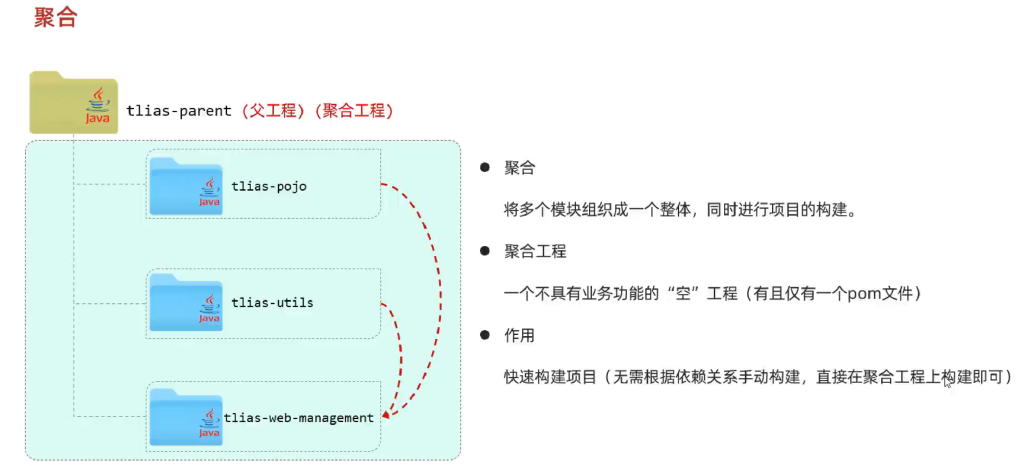 聚合
Java
tlias-parent（父工程）（聚合工程）
Java
tlias-pojo
Java
tlias-utils
Java
tlias-web-management
聚合
将多个模块组织成一个整体，同时进行项目的构建。
聚合工程
一个不具有业务功能的“空”工程（有且仅有一个pom文件）
作用
快速构建项目（无需根据依赖关系手动构建，直接在聚合工程上构建即可）